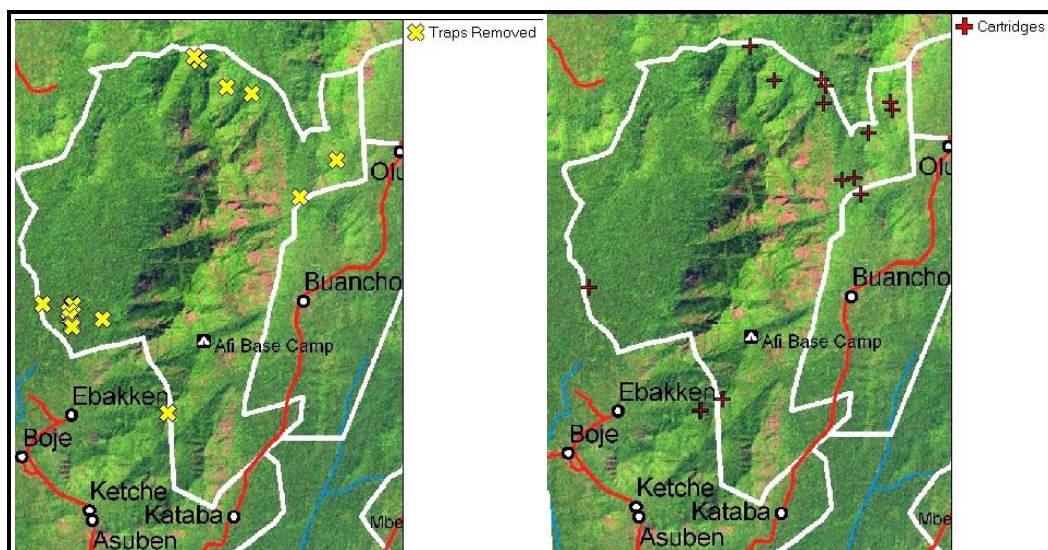 Traps Removed
Olu
Buancho
Afi Base Camp
Ebakken
Boje
Ketche
Kataba
Asuben
Mbe
Cartridges
Olu
Buancho
Afi Base Camp
Ebakken
Boje
Ketche
Kataba
Asuben
Mbe